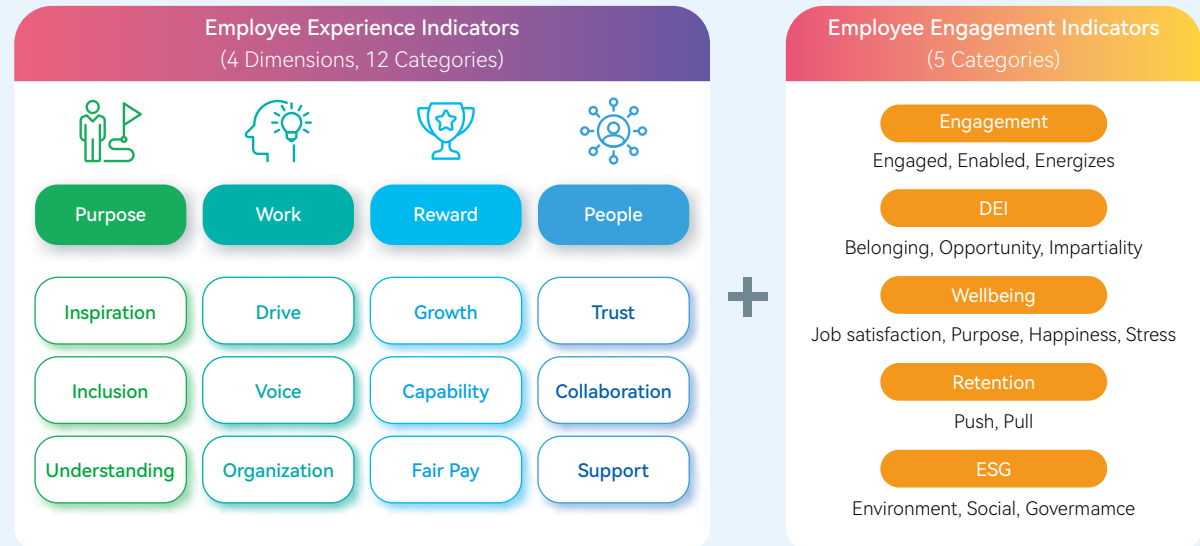 Employee Experience Indicators
(4 Dimensions, 12 Categories)
Purpose
Work
Reward
People
Inspiration
Drive
Growth
Trust
Inclusion
Voice
Capability
Collaboration
Understanding
Organization
Fair Pay
Support
Employee Engagement Indicators
(5 Categories)
Engagement
Engaged, Enabled, Energizes
DEI
Belonging, Opportunity, Impartiality
Wellbeing
Job satisfaction, Purpose, Happiness, Stress
Retention
Push, Pull
ESG
Environment, Social, Govermamce